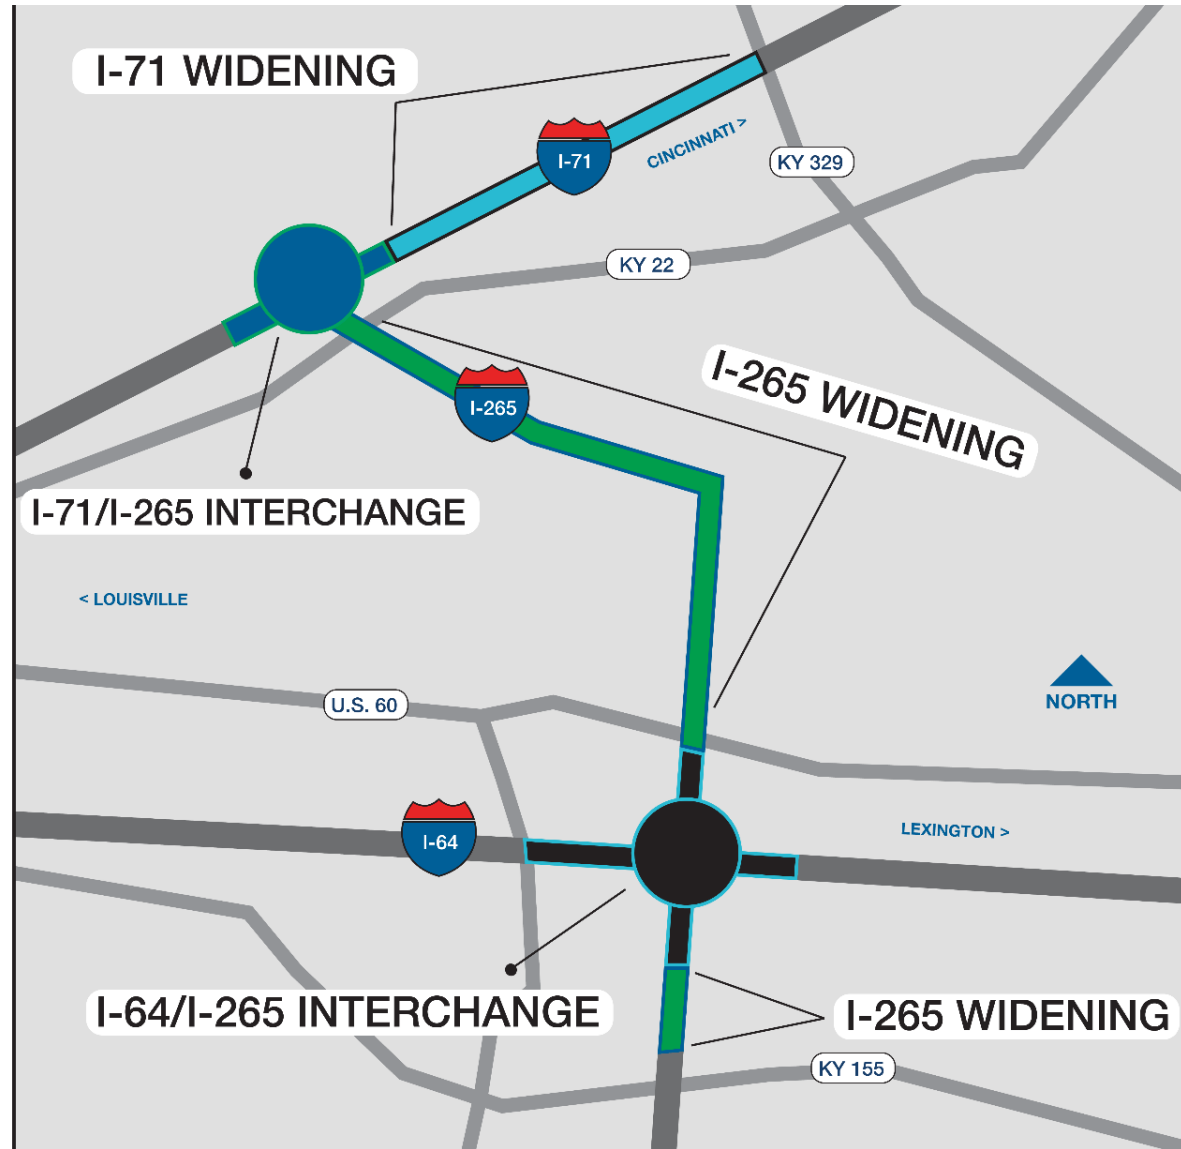 I-71 WIDENING
I-71
CINCINNATI >
KY 329
KY 22
I-265 WIDENING
I-265
I-71/I-265 INTERCHANGE
< LOUISVILLE
NORTH
U.S. 60
I-64
LEXINGTON >
I-64/I-265 INTERCHANGE
I-265 WIDENING
KY 155